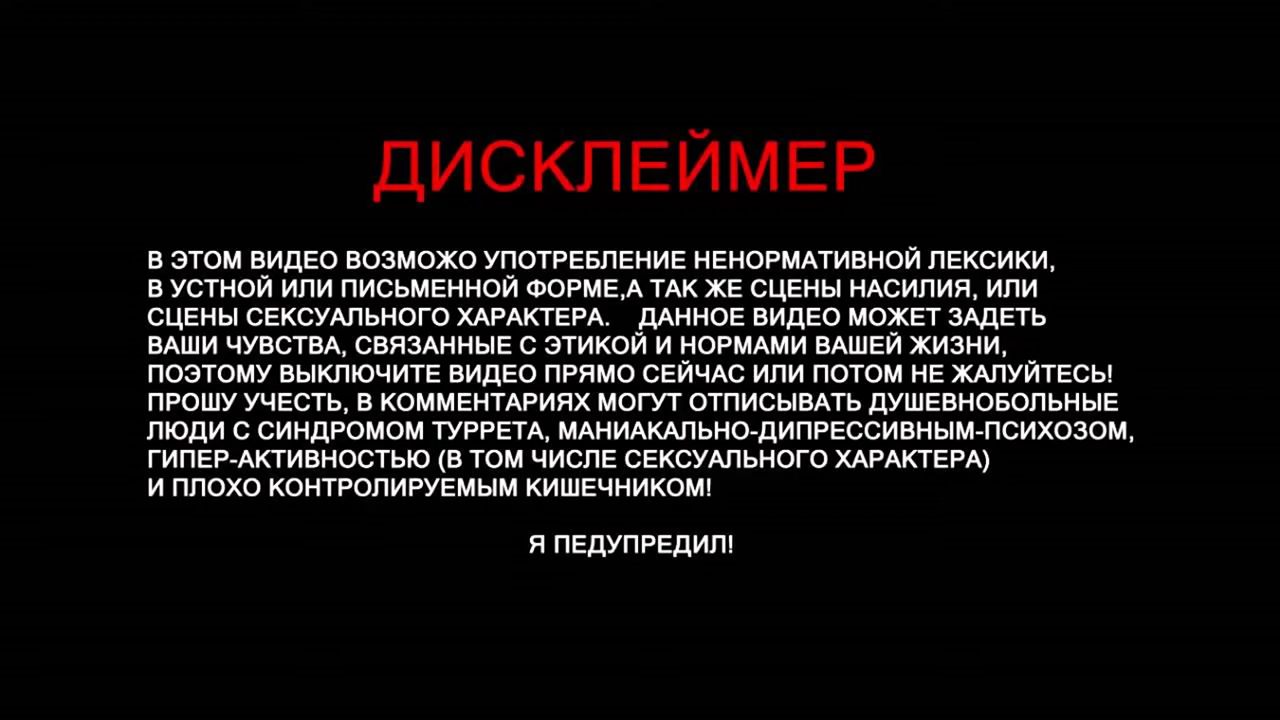 ДИСКЛЕЙМЕР
В ЭТОМ ВИДЕО ВОЗМОЖО УПОТРЕБЛЕНИЕ НЕНОРМАТИВНОЙ ЛЕКСИКИ,
В УСТНОЙ ИЛИ ПИСЬМЕННОЙ ФОРМЕ,А ТАК ЖЕ СЦЕНЫ НАСИЛИЯ, ИЛИ
СЦЕНЫ СЕКСУАЛЬНОГО ХАРАКТЕРА. ДАННОЕ ВИДЕО МОЖЕТ ЗАДЕТЬ
ВАШИ ЧУВСТВА, СВЯЗАННЫЕ С ЭТИКОЙ И НОРМАМИ ВАШЕЙ ЖИЗНИ,
ПОЭТОМУ ВЫКЛЮЧИТЕ ВИДЕО ПРЯМО СЕЙЧАС ИЛИ ПОТОМ НЕ ЖАЛУЙТЕСЬ!
ПРОШУ УЧЕСТЬ, В КОММЕНТАРИЯХ МОГУТ ОТПИСЫВАТЬ ДУШЕВНОБОЛЬНЫЕ
ЛЮДИ С СИНДРОМОМ ТУРРЕТА, МАНИАКАЛЬНО-ДИПРЕССИВНЫМ-ПСИХОЗОМ,
ГИПЕР-АКТИВНОСТЬЮ (В ТОМ ЧИСЛЕ СЕКСУАЛЬНОГО ХАРАКТЕРА)
И ПЛОХО КОНТРОЛИРУЕМЫМ КИШЕЧНИКОМ!
Я ПЕДУПРЕДИЛ!